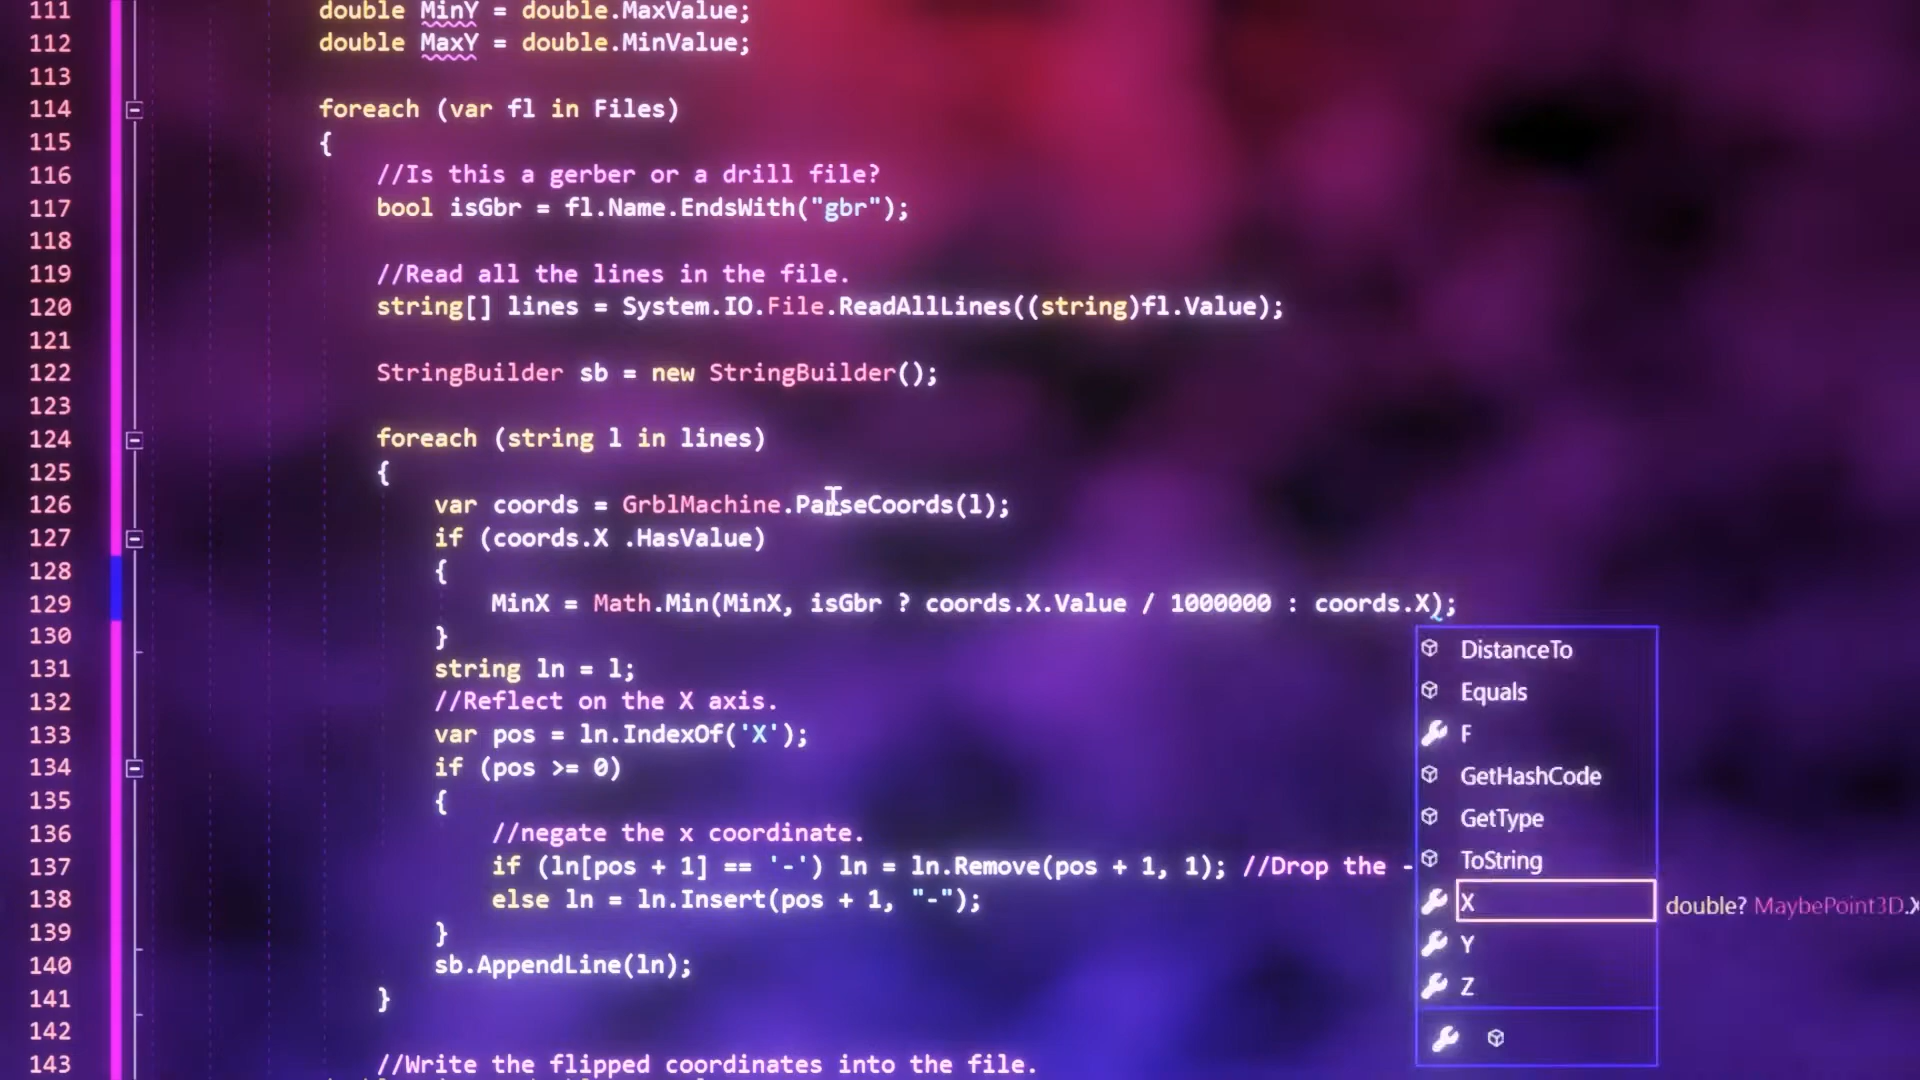 111 double MinY = double.MaxValue;
112 double MaxY = double.MinValue;
113
114 foreach (var fl in Files)
115 {
116 //Is this a gerber or a drill file?
117 bool isGbr = fl.Name.EndsWith("gbr");
118
119 //Read all the lines in the file.
120 string[] lines = System.IO.File.ReadAllLines((string)fl.Value);
121
122 StringBuilder sb = new StringBuilder();
123
124 foreach (string l in lines)
125 {
126 var coords = GrblMachine.ParseCoords(l);
127 if (coords.X .HasValue)
128 {
129 MinX = Math.Min(MinX, isGbr ? coords.X.Value / 1000000 : coords.X);
130 }
131 string ln = l;
132 //Reflect on the X axis.
133 var pos = ln.IndexOf('X');
134 if (pos >= 0)
135 {
136 //negate the x coordinate.
137 if (ln[pos + 1] == '-') ln = ln.Remove(pos + 1, 1); //Drop the -
138 else ln = ln.Insert(pos + 1, "-");
139 }
140 sb.AppendLine(ln);
141 }
142
143 //Write the flipped coordinates into the file.
DistanceTo
Equals
F
GetHashCode
GetType
ToString
X double? MaybePoint3D.X
Y
Z